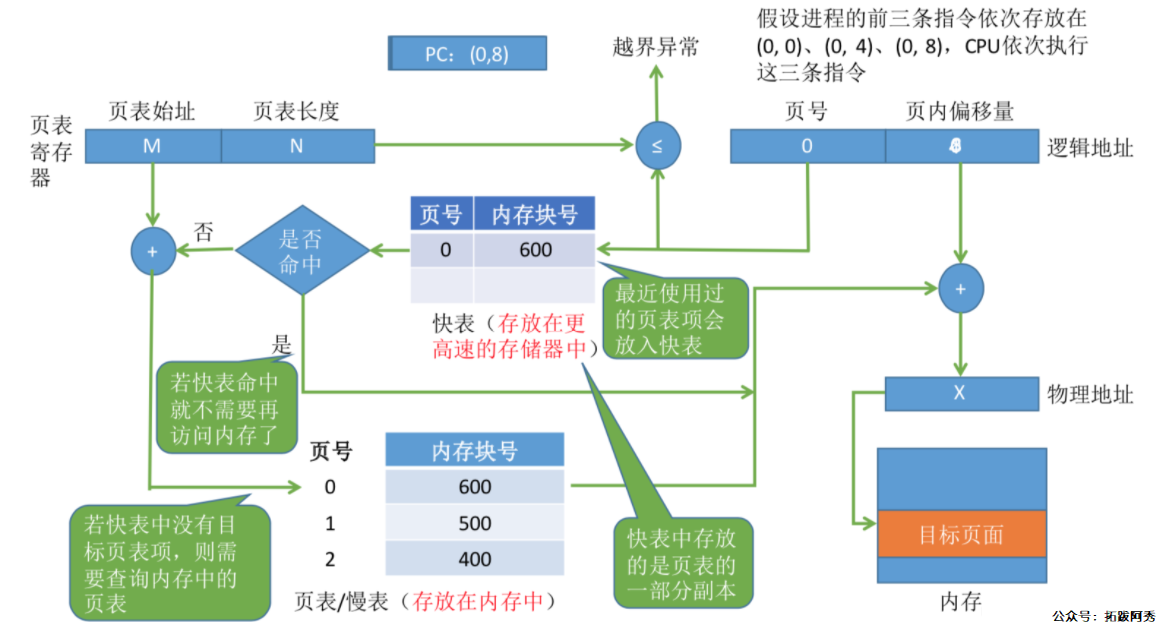 假设进程的前三条指令依次存放在
(0, 0)、(0, 4)、(0, 8)，CPU依次执行
这三条指令
PC：(0,8)
越界异常
页表始址
页表长度
页号
页内偏移量
页表
寄存
器
M
N
≤
0
逻辑地址
页号
内存块号
0
600
+
否
是否
命中
+
最近使用过
的页表项会
放入快表
快表（存放在更
高速的存储器中）
是
若快表命中
就不需要再
访问内存了
X
物理地址
页号
内存块号
0
600
1
500
2
400
若快表中没有目
标页表项，则需
要查询内存中的
页表
快表中存放
的是页表的
一部分副本
目标页面
页表/慢表（存放在内存中）
内存
公众号：拓跋阿秀